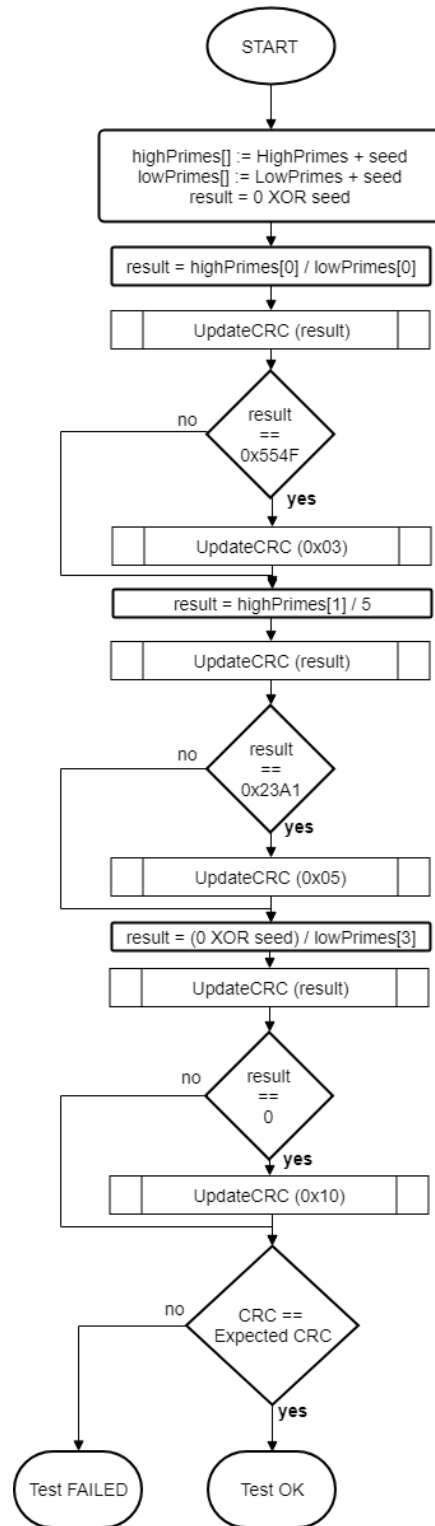 START
highPrimes[] := HighPrimes + seed
lowPrimes[] := LowPrimes + seed
result = 0 XOR seed
result = highPrimes[0] / lowPrimes[0]
UpdateCRC (result)
no
result
==
0x554F
yes
UpdateCRC (0x03)
result = highPrimes[1] / 5
UpdateCRC (result)
no
result
==
0x23A1
yes
UpdateCRC (0x05)
result = (0 XOR seed) / lowPrimes[3]
UpdateCRC (result)
no
result
==
0
yes
UpdateCRC (0x10)
no
CRC ==
Expected CRC
yes
Test FAILED
Test OK